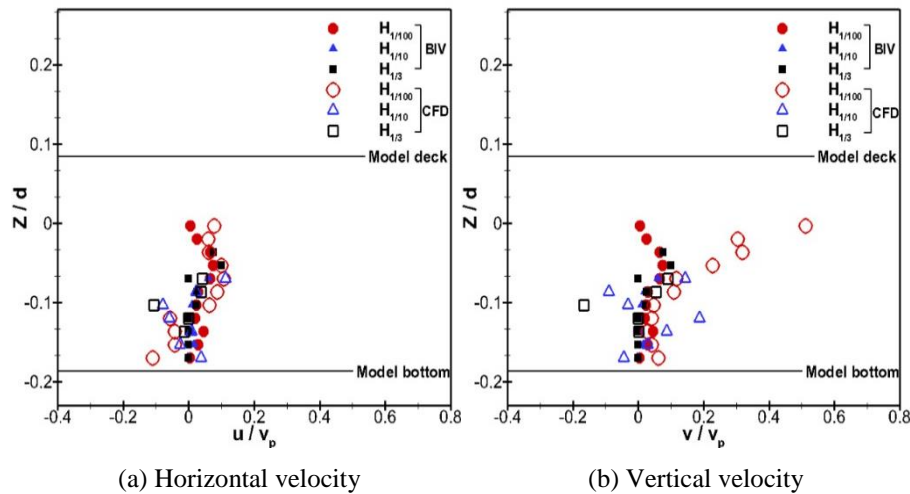 H1/100
H1/10 BIV
H1/3
H1/100
H1/10 CFD
H1/3
0.2
0.1
0
-0.1
-0.2
Z / d
Model deck
Model bottom
-0.4 -0.2 0 0.2 0.4 0.6 0.8
u / vp
(a) Horizontal velocity
H1/100
H1/10 BIV
H1/3
H1/100
H1/10 CFD
H1/3
0.2
0.1
0
-0.1
-0.2
Z / d
Model deck
Model bottom
-0.4 -0.2 0 0.2 0.4 0.6 0.8
v / vp
(b) Vertical velocity